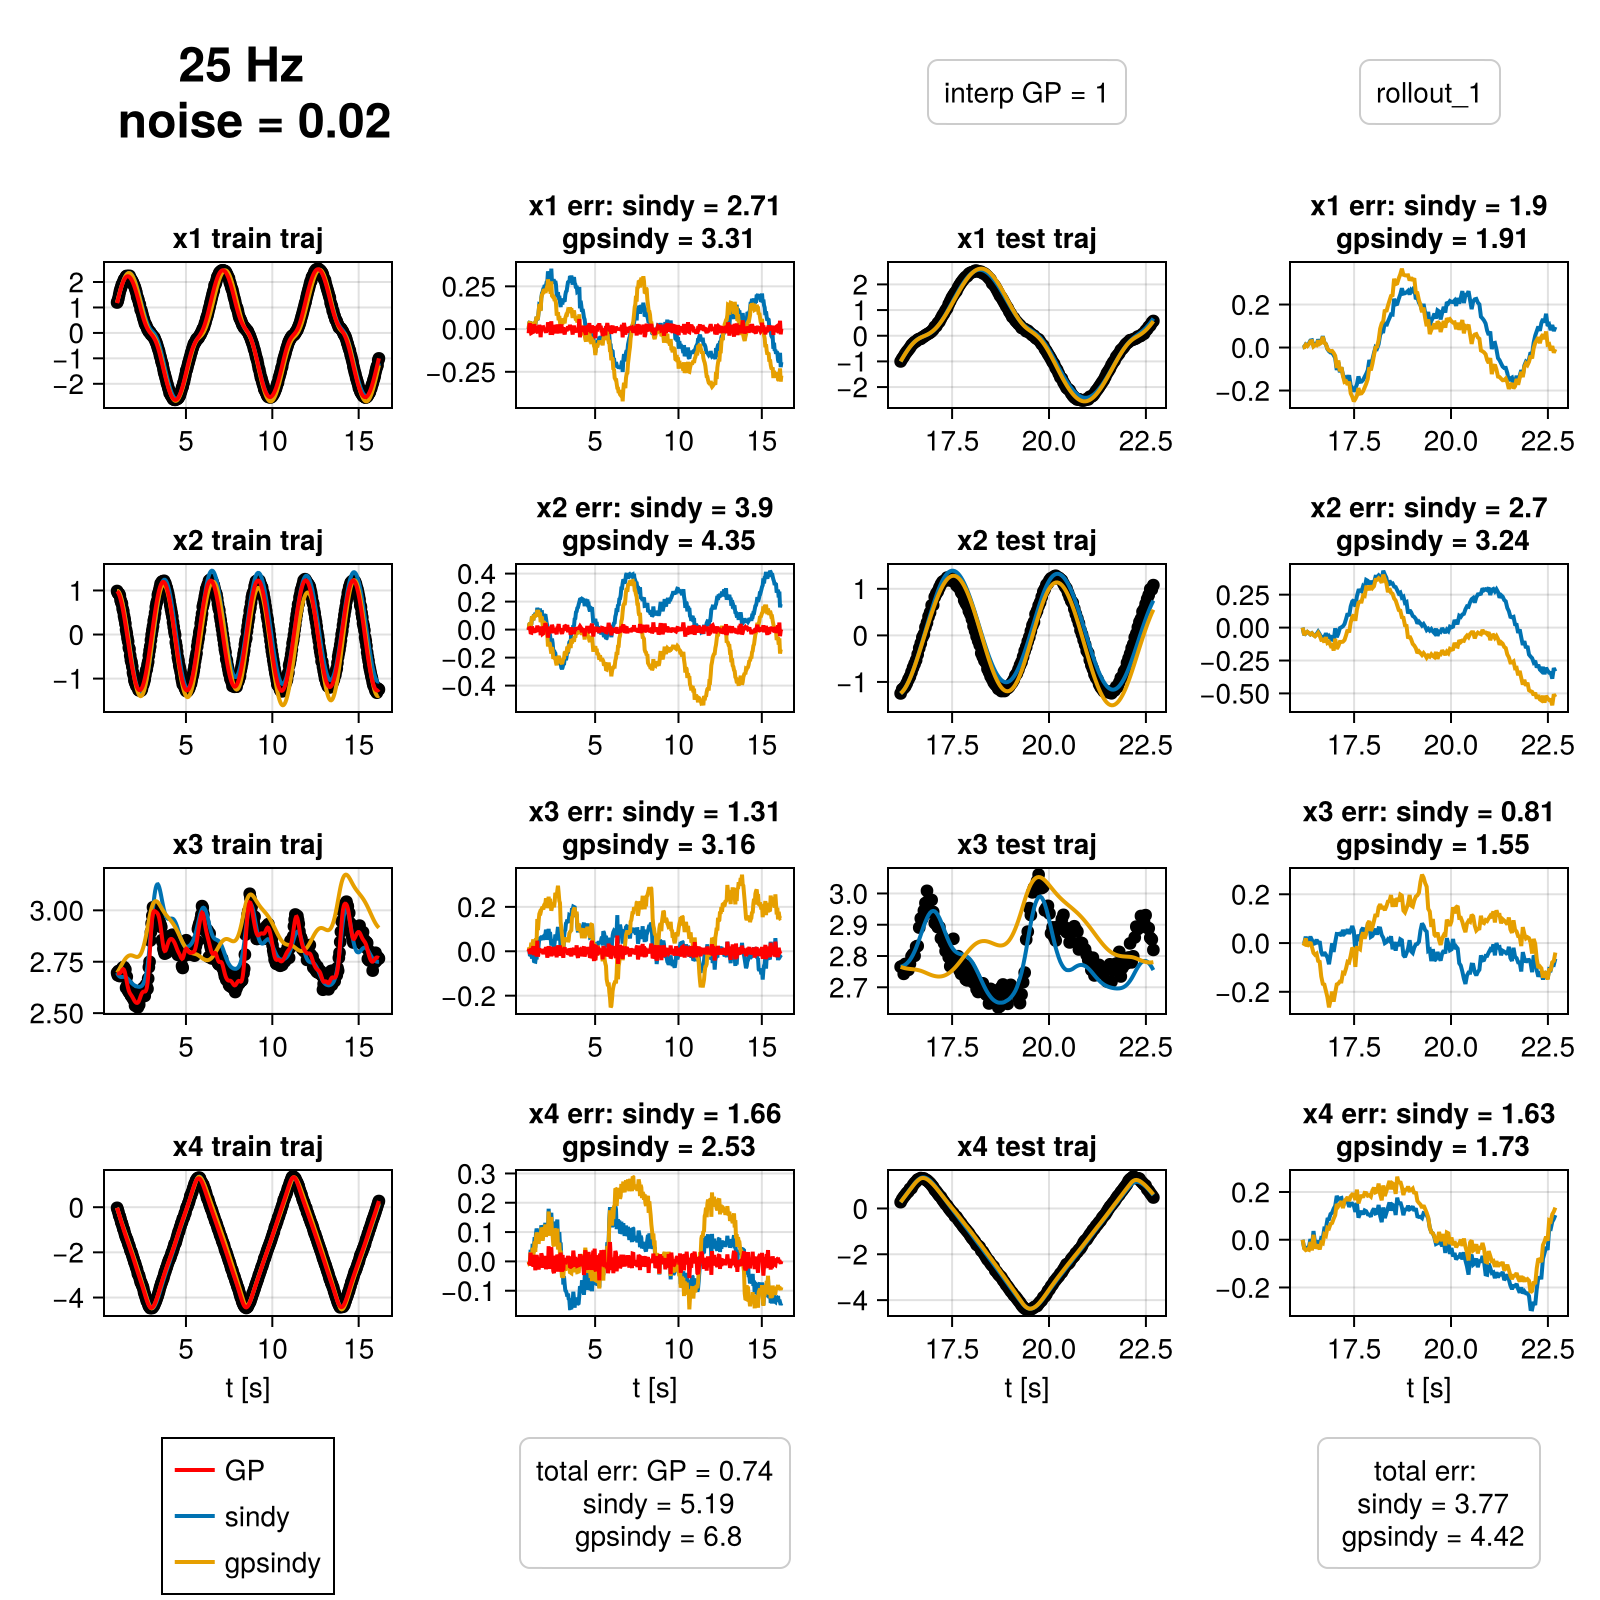 25 Hz
noise = 0.02
interp GP = 1
rollout_1
x1 train traj
x1 err: sindy = 2.71
gpsindy = 3.31
x1 test traj
x1 err: sindy = 1.9
gpsindy = 1.91
2
1
0
−1
−2
5
10
15
0.25
0.00
−0.25
5
10
15
2
1
0
−1
−2
17.5
20.0
22.5
0.2
0.0
−0.2
17.5
20.0
22.5
x2 train traj
x2 err: sindy = 3.9
gpsindy = 4.35
x2 test traj
x2 err: sindy = 2.7
gpsindy = 3.24
1
0
−1
5
10
15
0.4
0.2
0.0
−0.2
−0.4
5
10
15
1
0
−1
17.5
20.0
22.5
0.25
0.00
−0.25
−0.50
17.5
20.0
22.5
x3 train traj
x3 err: sindy = 1.31
gpsindy = 3.16
x3 test traj
x3 err: sindy = 0.81
gpsindy = 1.55
3.00
2.75
2.50
5
10
15
0.2
0.0
−0.2
5
10
15
3.0
2.9
2.8
2.7
17.5
20.0
22.5
0.2
0.0
−0.2
17.5
20.0
22.5
x4 train traj
x4 err: sindy = 1.66
gpsindy = 2.53
x4 test traj
x4 err: sindy = 1.63
gpsindy = 1.73
0
−2
−4
5
10
15
t [s]
0.3
0.2
0.1
0.0
−0.1
5
10
15
t [s]
0
−2
−4
17.5
20.0
22.5
t [s]
0.2
0.0
−0.2
17.5
20.0
22.5
t [s]
GP
sindy
gpsindy
total err: GP = 0.74
sindy = 5.19
gpsindy = 6.8
total err:
sindy = 3.77
gpsindy = 4.42